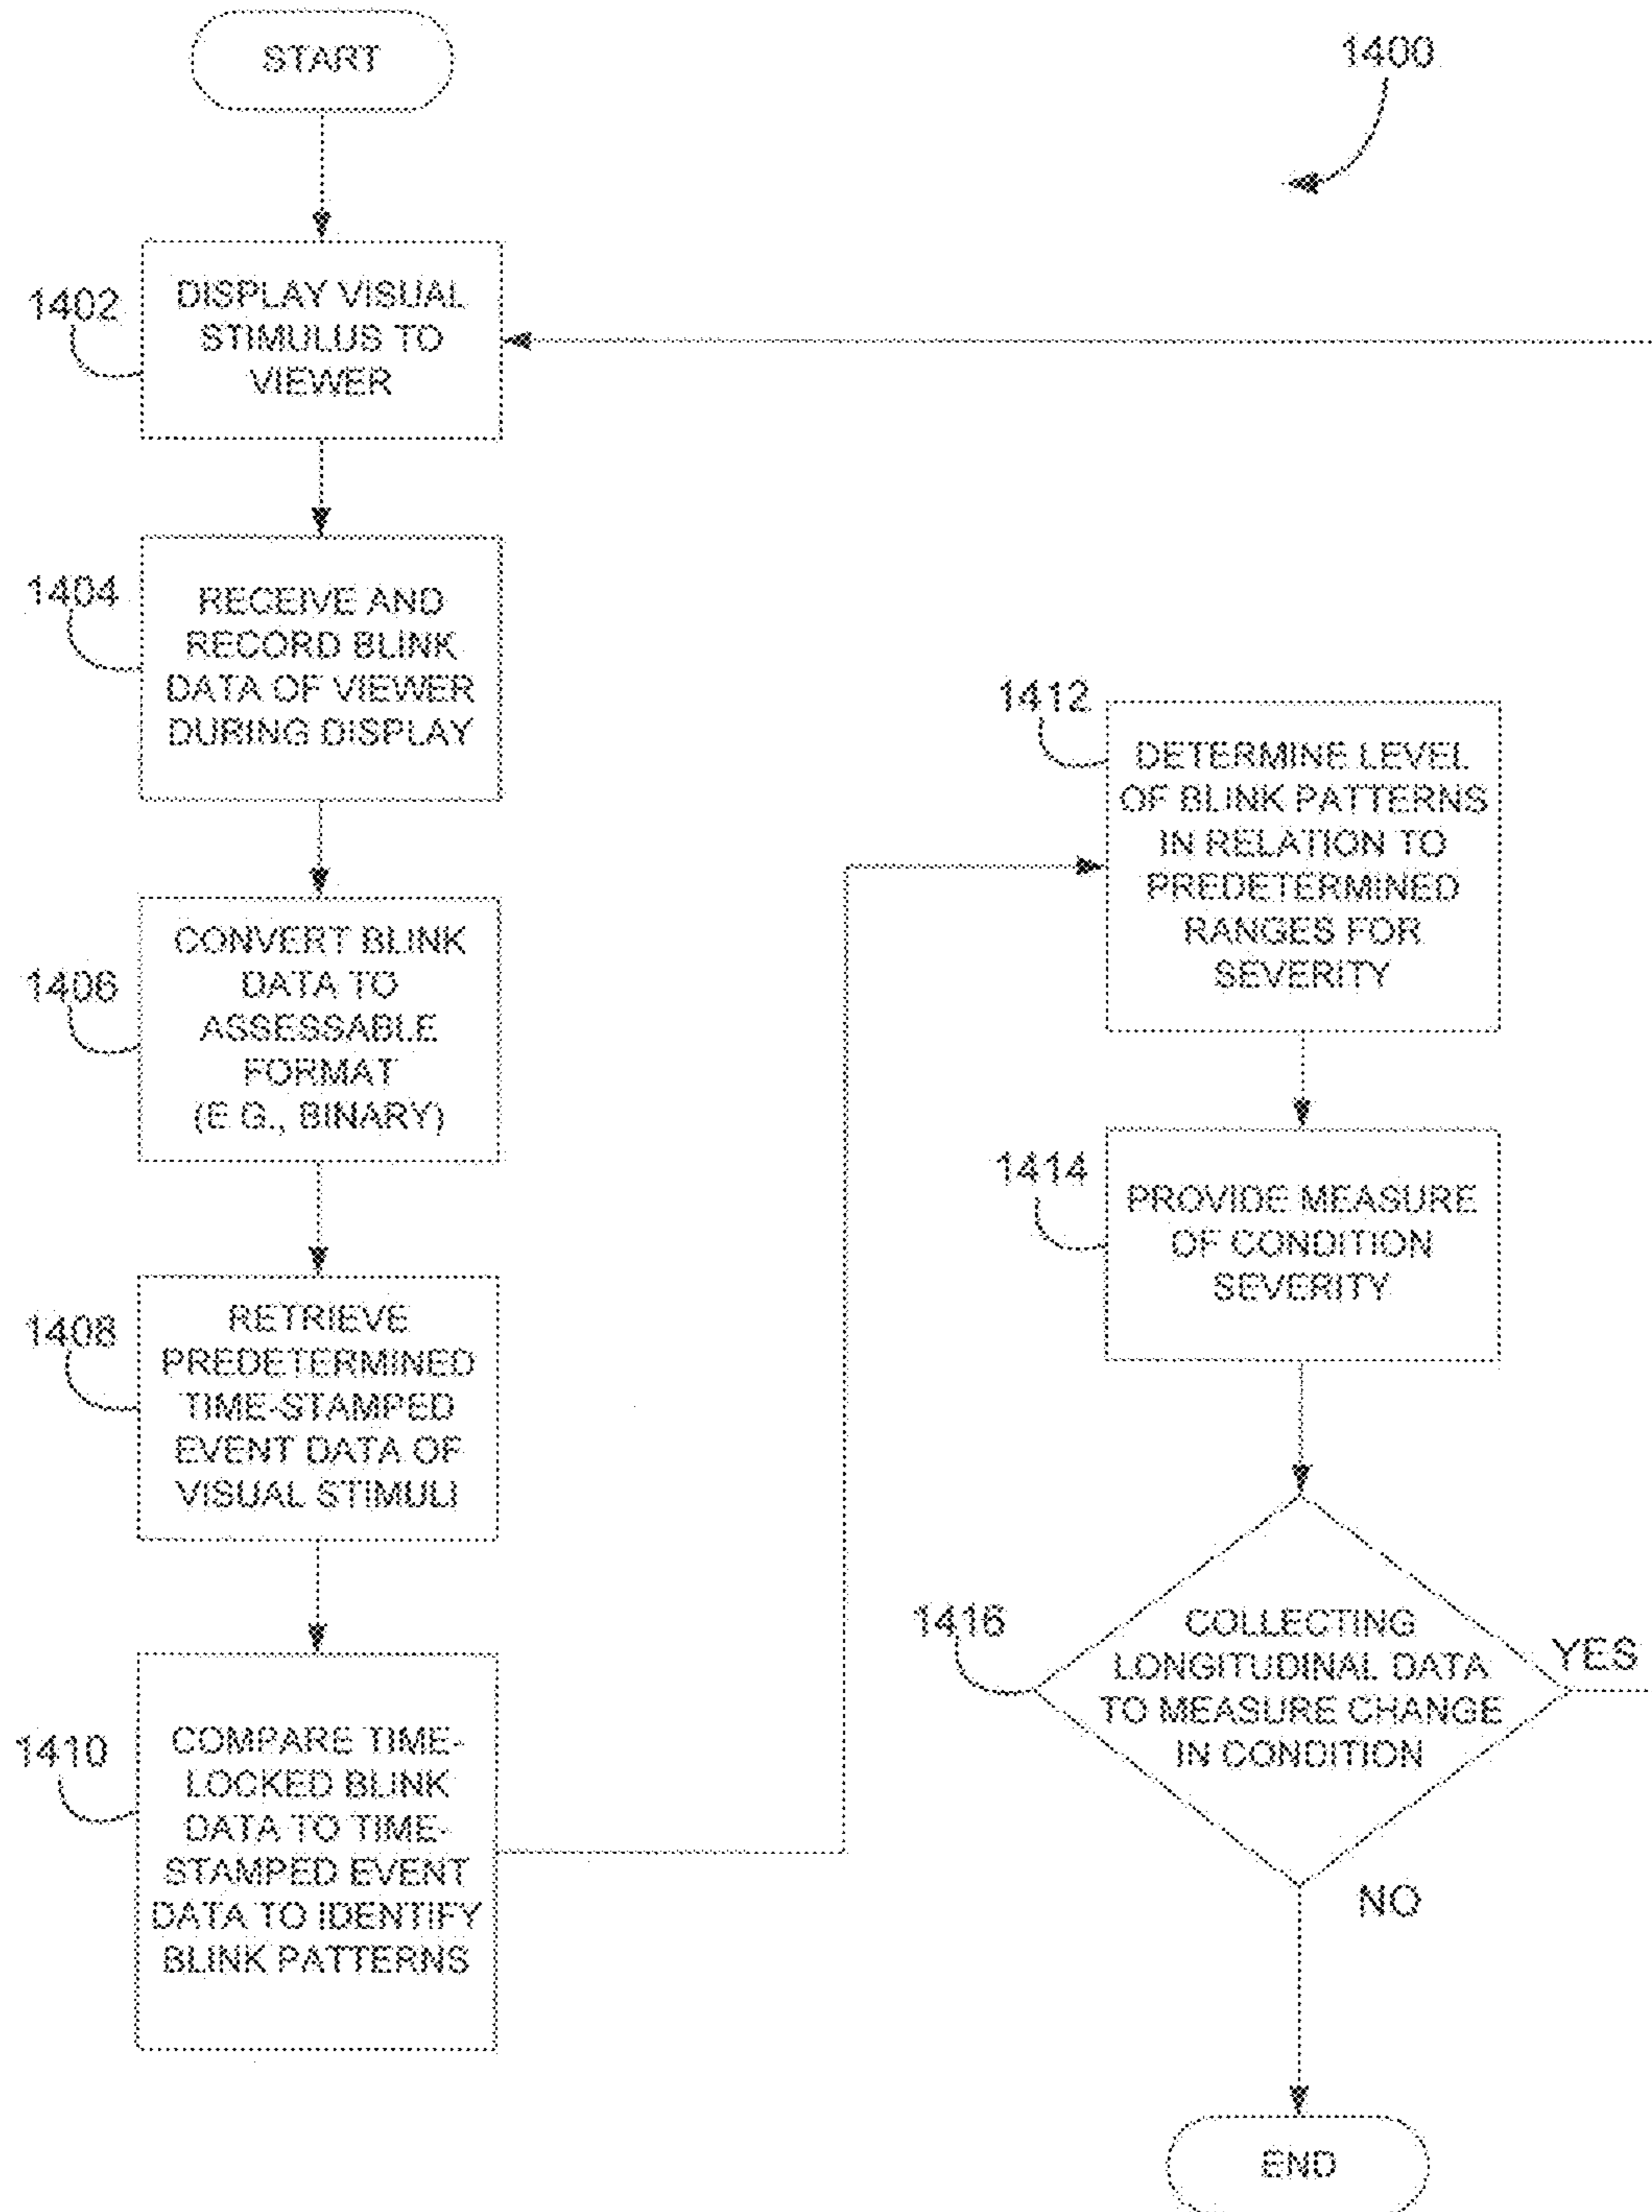 START
1400
1402
DISPLAY VISUAL
STIMULUS TO
VIEWER
1404
RECEIVE AND
RECORD BLINK
DATA OF VIEWER
DURING DISPLAY
1406
CONVERT BLINK
DATA TO
ASSESSABLE
FORMAT
(E.G., BINARY)
1408
RETRIEVE
PREDETERMINED
TIME-STAMPED
EVENT DATA OF
VISUAL STIMULI
1410
COMPARE TIME-
LOCKED BLINK
DATA TO TIME-
STAMPED EVENT
DATA TO IDENTIFY
BLINK PATTERNS
1412
DETERMINE LEVEL
OF BLINK PATTERNS
IN RELATION TO
PREDETERMINED
RANGES FOR
SEVERITY
1414
PROVIDE MEASURE
OF CONDITION
SEVERITY
1416
COLLECTING
LONGITUDINAL DATA
TO MEASURE CHANGE
IN CONDITION
YES
NO
END